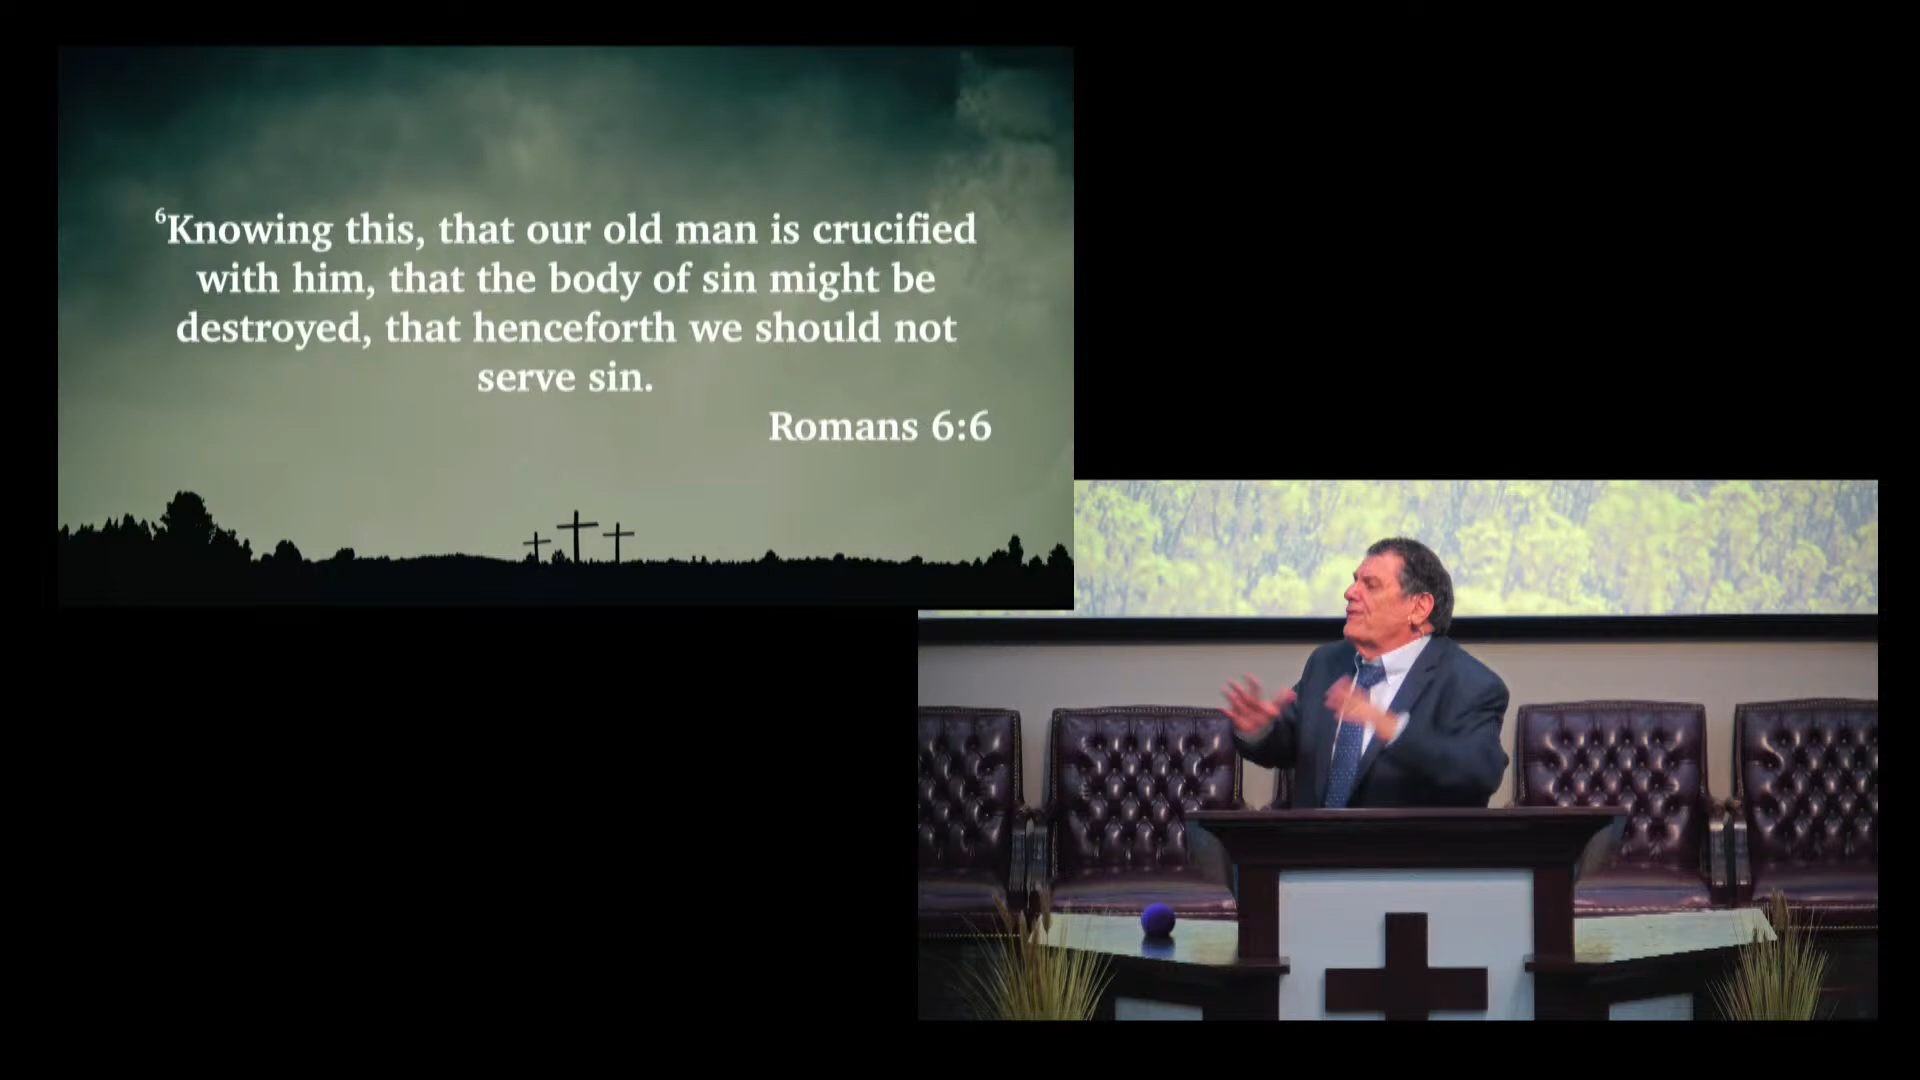 ⁶Knowing this, that our old man is crucified
with him, that the body of sin might be
destroyed, that henceforth we should not
serve sin.
Romans 6:6